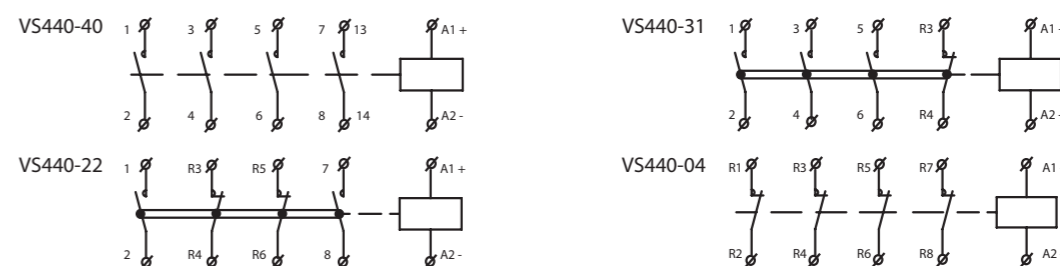 VS440-40 1 3 5 7 13 A1 +
2 4 6 8 14 A2 -
VS440-31 1 3 5 R3 A1 +
2 4 6 R4 A2 -
VS440-22 1 R3 R5 7 A1 +
2 R4 R6 8 A2 -
VS440-04 R1 R3 R5 R7 A1
R2 R4 R6 R8 A2